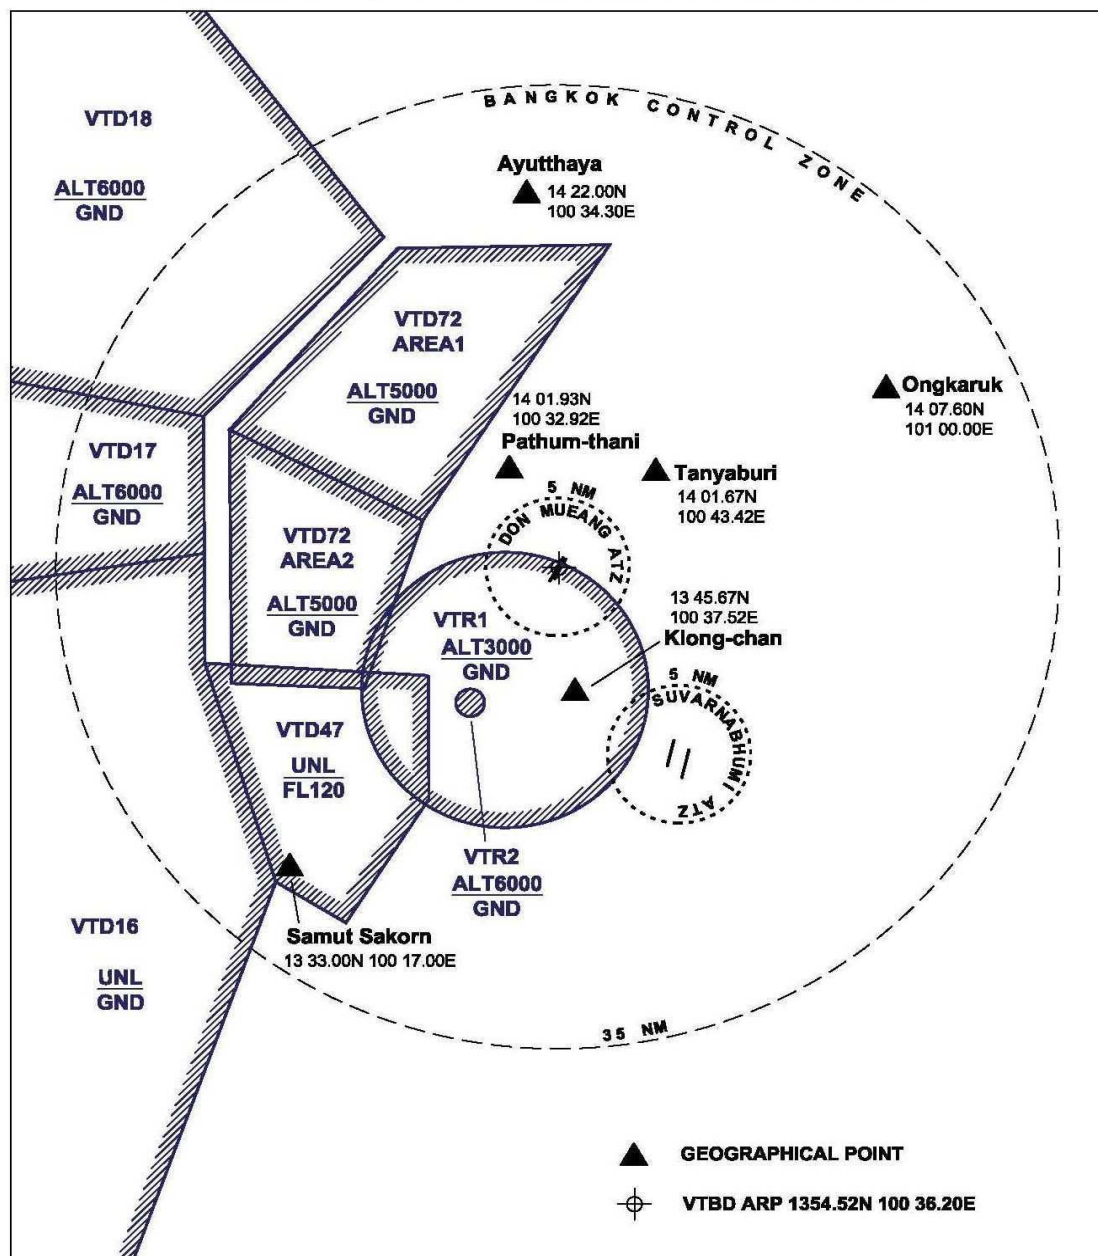 BANGKOK CONTROL ZONE
VTD18
ALT6000
GND
Ayutthaya
14 22.00N
100 34.30E
VTD72
AREA1
ALT5000
GND
Ongkaruk
14 07.60N
101 00.00E
14 01.93N
100 32.92E
Pathum-thani
VTD17
ALT6000
GND
Tanyaburi
14 01.67N
100 43.42E
5 NM
DON MUEANG ATZ
VTD72
AREA2
ALT5000
GND
13 45.67N
100 37.52E
Klong-chan
VTR1
ALT3000
GND
5 NM
SUVARNABHUMI ATZ
VTD47
UNL
FL120
VTR2
ALT6000
GND
VTD16
UNL
GND
Samut Sakorn
13 33.00N 100 17.00E
35 NM
GEOGRAPHICAL POINT
VTBD ARP 1354.52N 100 36.20E